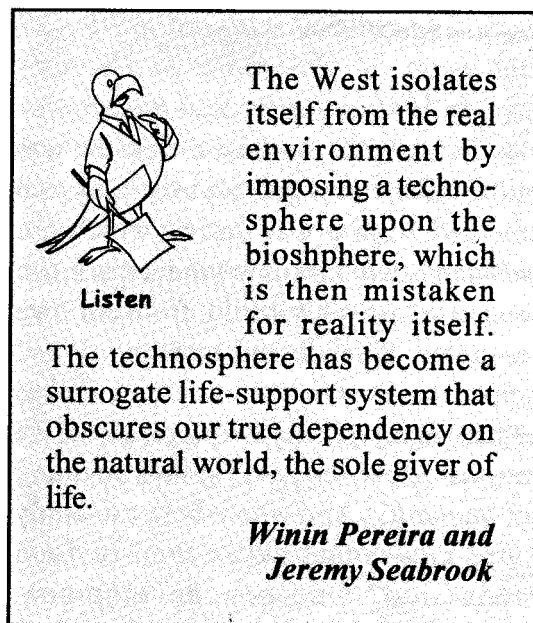 The West isolates
itself from the real
environment by
imposing a techno-
sphere upon the
bioshphere, which
is then mistaken
for reality itself.
Listen
The technosphere has become a
surrogate life-support system that
obscures our true dependency on
the natural world, the sole giver of
life.
Winin Pereira and
Jeremy Seabrook